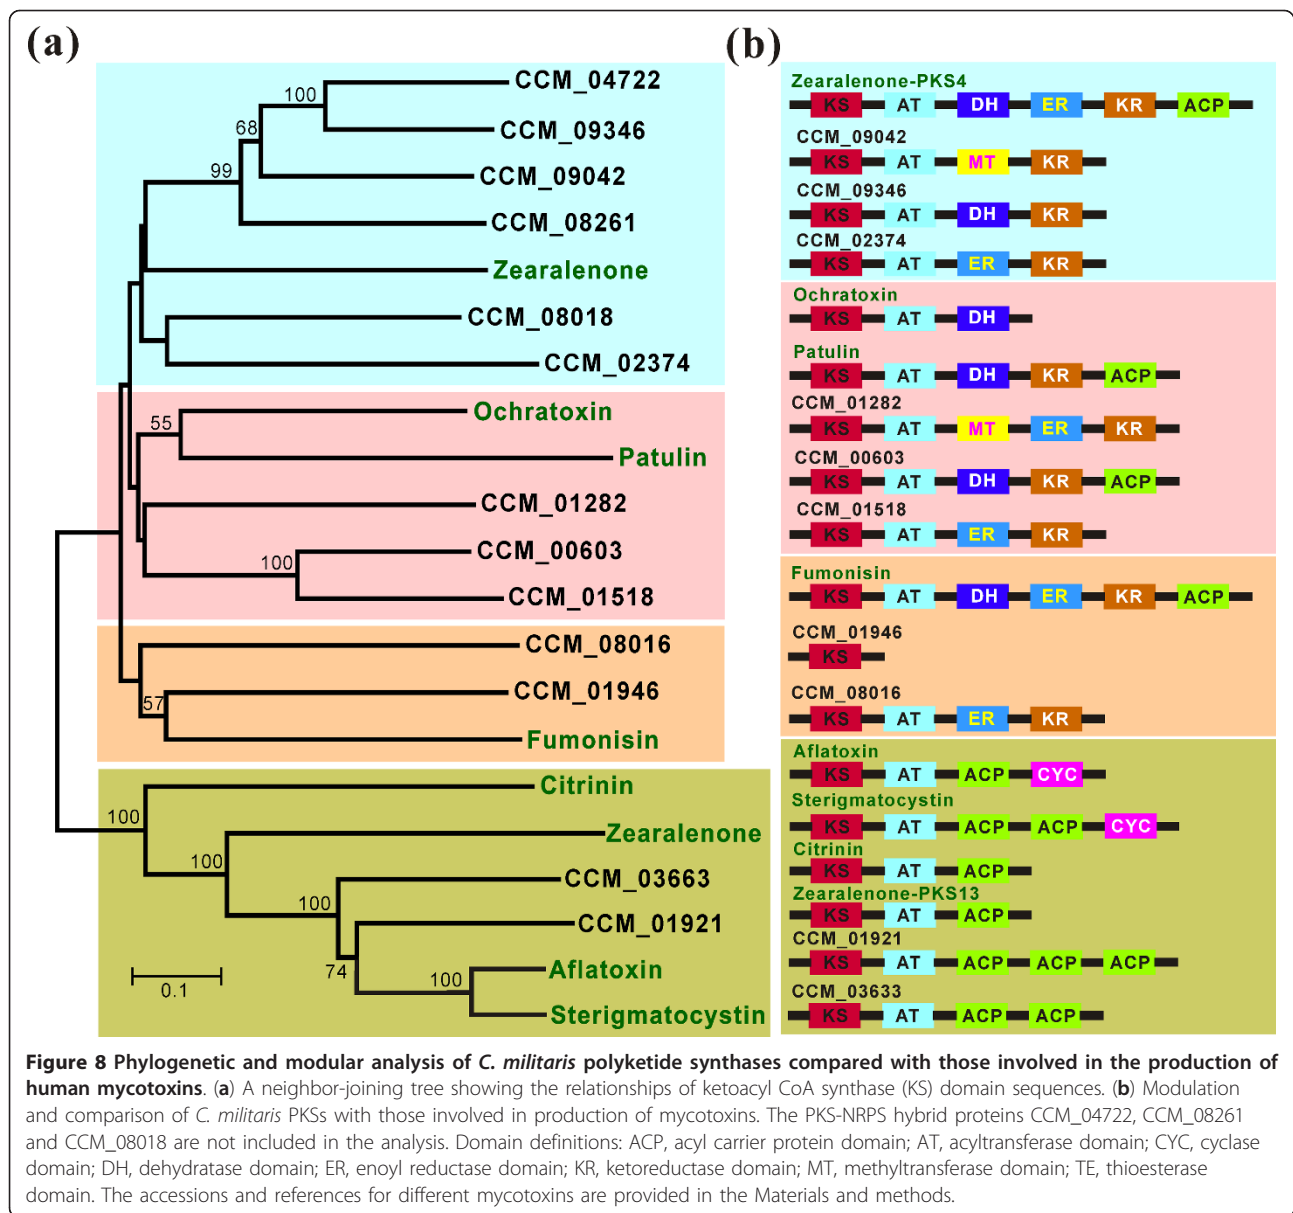 (a)
(b)
CCM_04722
100
CCM_09346
68
CCM_09042
99
CCM_08261
Zearalenone
CCM_08018
CCM_02374
Ochratoxin
55
Patulin
CCM_01282
CCM_00603
100
CCM_01518
CCM_08016
CCM_01946
57
Fumonisin
Citrinin
100
Zearalenone
100
CCM_03663
100
CCM_01921
74
Aflatoxin
100
Sterigmatocystin
0.1
Zearalenone-PKS4
KS AT DH ER KR ACP
CCM_09042
KS AT MT KR
CCM_09346
KS AT DH KR
CCM_02374
KS AT ER KR
Ochratoxin
KS AT DH
Patulin
KS AT DH KR ACP
CCM_01282
KS AT MT ER KR
CCM_00603
KS AT DH KR ACP
CCM_01518
KS AT ER KR
Fumonisin
KS AT DH ER KR ACP
CCM_01946
KS
CCM_08016
KS AT ER KR
Aflatoxin
KS AT ACP CYC
Sterigmatocystin
KS AT ACP ACP CYC
Citrinin
KS AT ACP
Zearalenone-PKS13
KS AT ACP
CCM_01921
KS AT ACP ACP ACP
CCM_03633
KS AT ACP ACP
Figure 8 Phylogenetic and modular analysis of C. militaris polyketide synthases compared with those involved in the production of
human mycotoxins. (a) A neighbor-joining tree showing the relationships of ketoacyl CoA synthase (KS) domain sequences. (b) Modulation
and comparison of C. militaris PKSs with those involved in production of mycotoxins. The PKS-NRPS hybrid proteins CCM_04722, CCM_08261
and CCM_08018 are not included in the analysis. Domain definitions: ACP, acyl carrier protein domain; AT, acyltransferase domain; CYC, cyclase
domain; DH, dehydratase domain; ER, enoyl reductase domain; KR, ketoreductase domain; MT, methyltransferase domain; TE, thioesterase
domain. The accessions and references for different mycotoxins are provided in the Materials and methods.